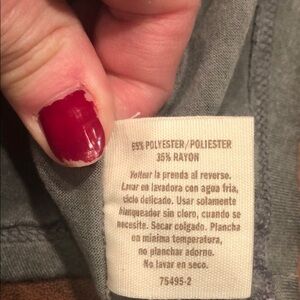 65% POLYESTER/POLIESTER
35% RAYON
Voltear la prenda al reverso.
Lavar en lavadora con agua fria,
ciclo delicado. Usar solamente
blanqueador sin cloro, cuando se
necesite. Secar colgado. Plancha
en mínima temperatura,
no planchar adorno.
No lavar en seco.
75495-2